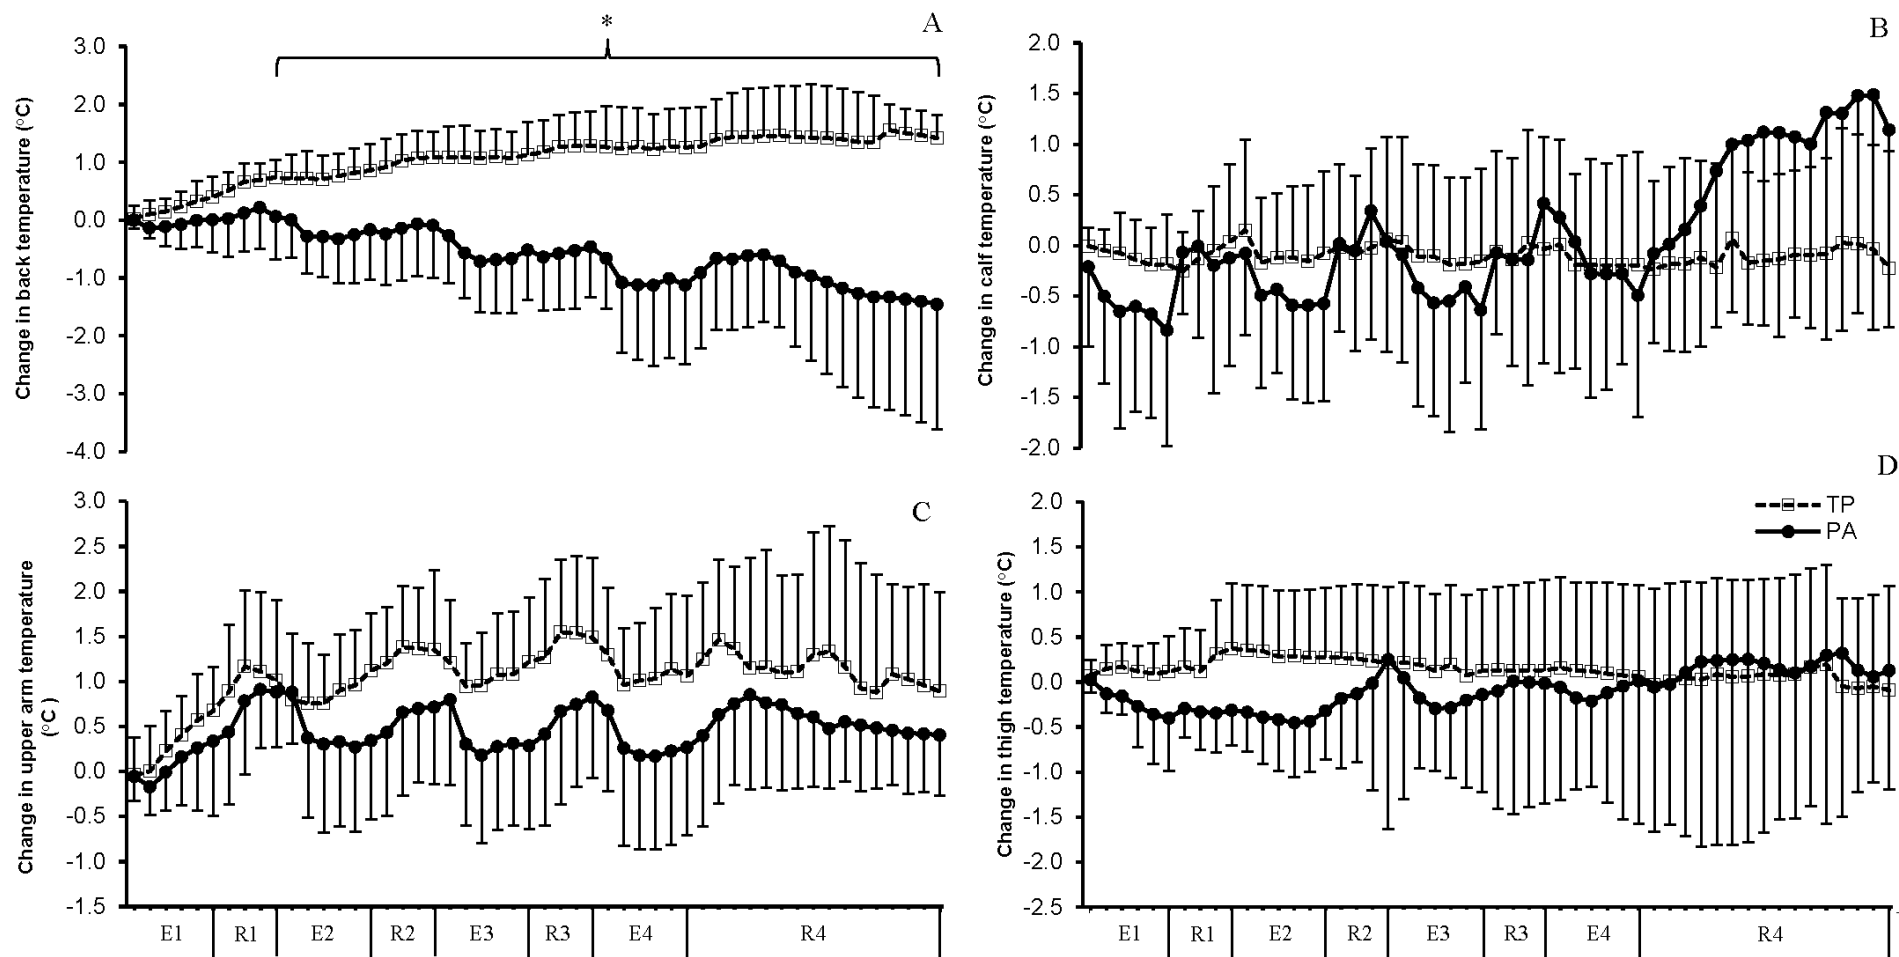 *
A
Change in back temperature (°C)
3.0
2.0
1.0
0.0
-1.0
-2.0
-3.0
-4.0
B
Change in calf temperature (°C)
2.0
1.5
1.0
0.5
0.0
-0.5
-1.0
-1.5
-2.0
C
Change in upper arm temperature
(°C )
3.0
2.5
2.0
1.5
1.0
0.5
0.0
-0.5
-1.0
-1.5
E1 R1 E2 R2 E3 R3 E4 R4
D
Change in thigh temperature (°C)
2.0
1.5
1.0
0.5
0.0
-0.5
-1.0
-1.5
-2.0
-2.5
TP
PA
E1 R1 E2 R2 E3 R3 E4 R4